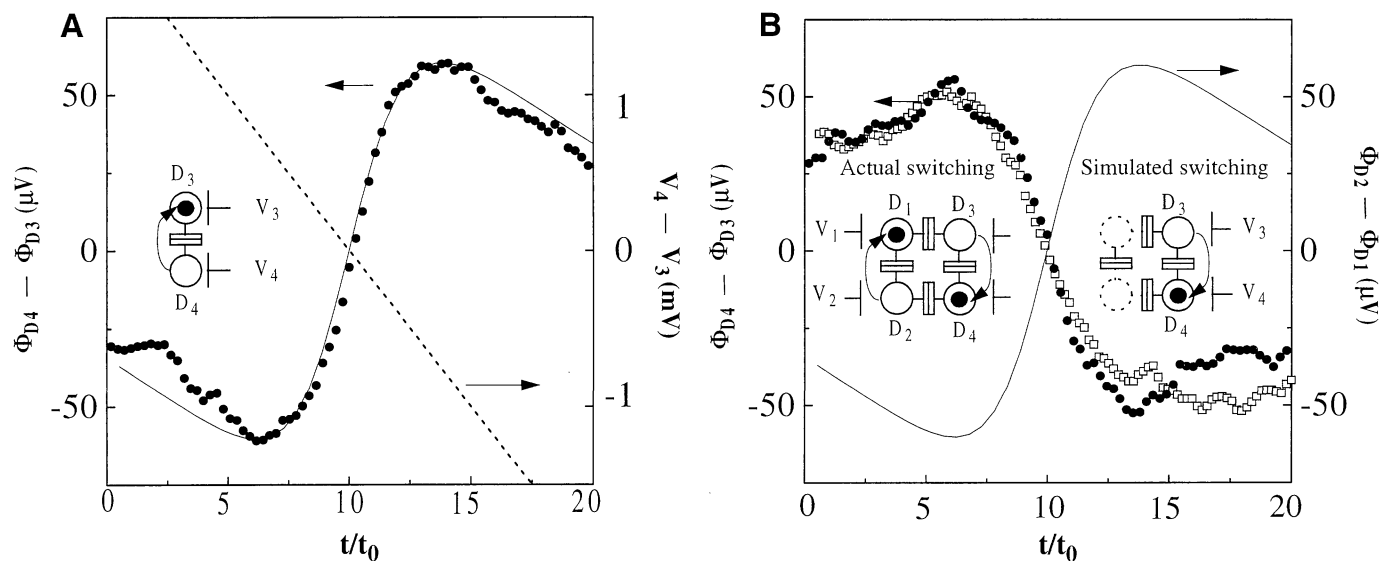 A
50
0
-50
Φ_D4 — Φ_D3 (μV)
1
0
-1
V_4 — V_3 (mV)
D_3
V_3
V_4
D_4
0
5
10
15
20
t/t_0
B
50
0
-50
Φ_D4 — Φ_D3 (μV)
50
0
-50
Φ_D2 — Φ_D1 (μV)
Actual switching
D_1
D_3
V_1
V_2
D_2
D_4
Simulated switching
D_3
V_3
V_4
D_4
0
5
10
15
20
t/t_0